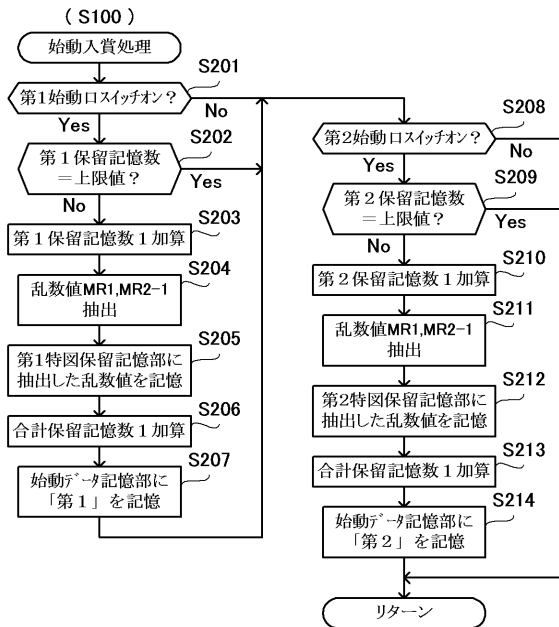 (S100)
始動入賞処理
S201
第1始動口スイッチオン？
No
Yes
S202
第1保留記憶数
＝上限値？
Yes
No
S203
第1保留記憶数1加算
S204
乱数値MR1,MR2-1
抽出
S205
第1特図保留記憶部に
抽出した乱数値を記憶
S206
合計保留記憶数1加算
S207
始動データ記憶部に
「第1」を記憶
S208
第2始動口スイッチオン？
No
Yes
S209
第2保留記憶数
＝上限値？
Yes
No
S210
第2保留記憶数1加算
S211
乱数値MR1,MR2-1
抽出
S212
第2特図保留記憶部に
抽出した乱数値を記憶
S213
合計保留記憶数1加算
S214
始動データ記憶部に
「第2」を記憶
リターン